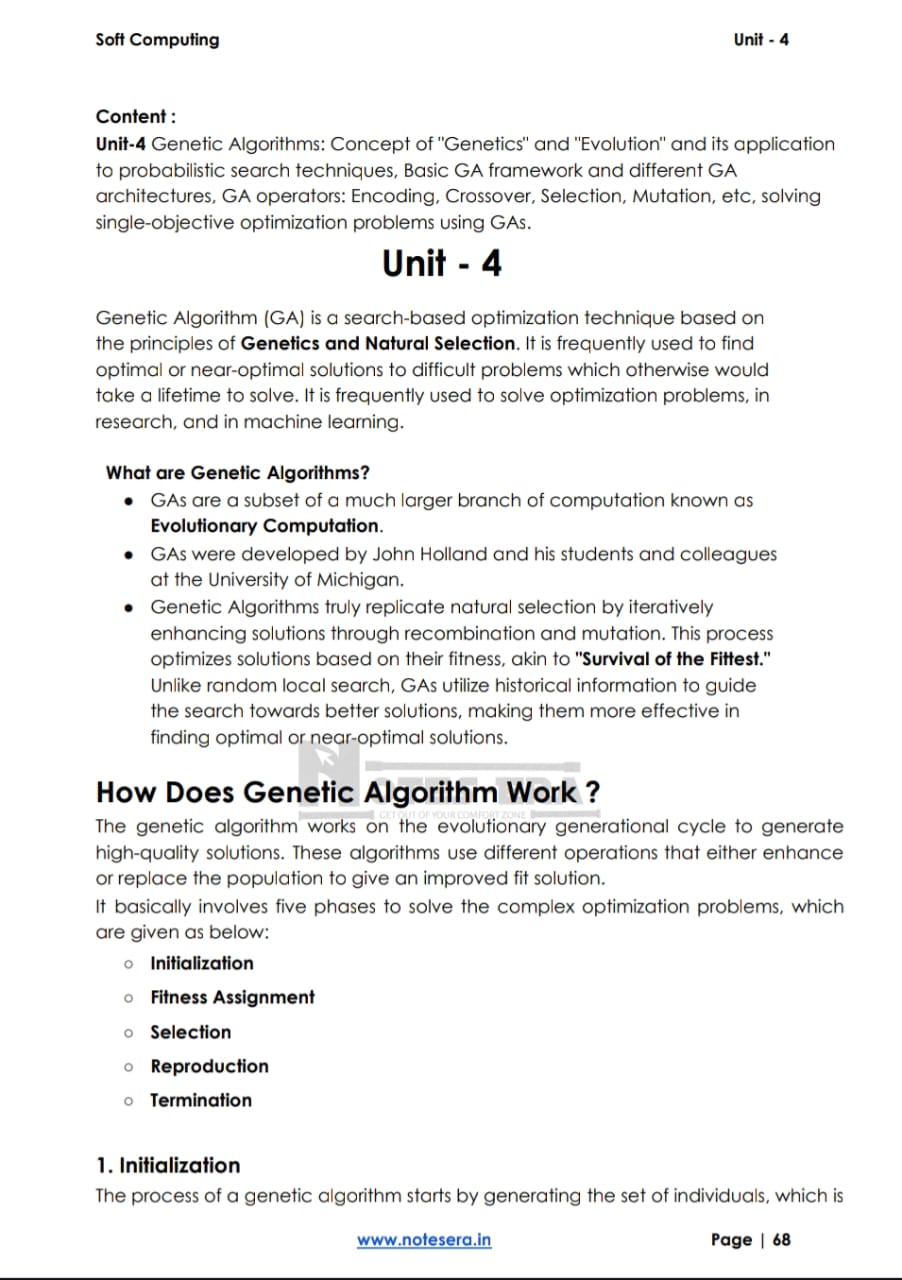 Soft Computing Unit - 4
Content :
Unit-4 Genetic Algorithms: Concept of "Genetics" and "Evolution" and its application
to probabilistic search techniques, Basic GA framework and different GA
architectures, GA operators: Encoding, Crossover, Selection, Mutation, etc, solving
single-objective optimization problems using GAs.
Unit - 4
Genetic Algorithm (GA) is a search-based optimization technique based on
the principles of Genetics and Natural Selection. It is frequently used to find
optimal or near-optimal solutions to difficult problems which otherwise would
take a lifetime to solve. It is frequently used to solve optimization problems, in
research, and in machine learning.
What are Genetic Algorithms?
● GAs are a subset of a much larger branch of computation known as
Evolutionary Computation.
● GAs were developed by John Holland and his students and colleagues
at the University of Michigan.
● Genetic Algorithms truly replicate natural selection by iteratively
enhancing solutions through recombination and mutation. This process
optimizes solutions based on their fitness, akin to "Survival of the Fittest."
Unlike random local search, GAs utilize historical information to guide
the search towards better solutions, making them more effective in
finding optimal or near-optimal solutions.
How Does Genetic Algorithm Work ?
GET OUT OF YOUR COMFORT ZONE
The genetic algorithm works on the evolutionary generational cycle to generate
high-quality solutions. These algorithms use different operations that either enhance
or replace the population to give an improved fit solution.
It basically involves five phases to solve the complex optimization problems, which
are given as below:
○ Initialization
○ Fitness Assignment
○ Selection
○ Reproduction
○ Termination
1. Initialization
The process of a genetic algorithm starts by generating the set of individuals, which is
www.notesera.in Page | 68